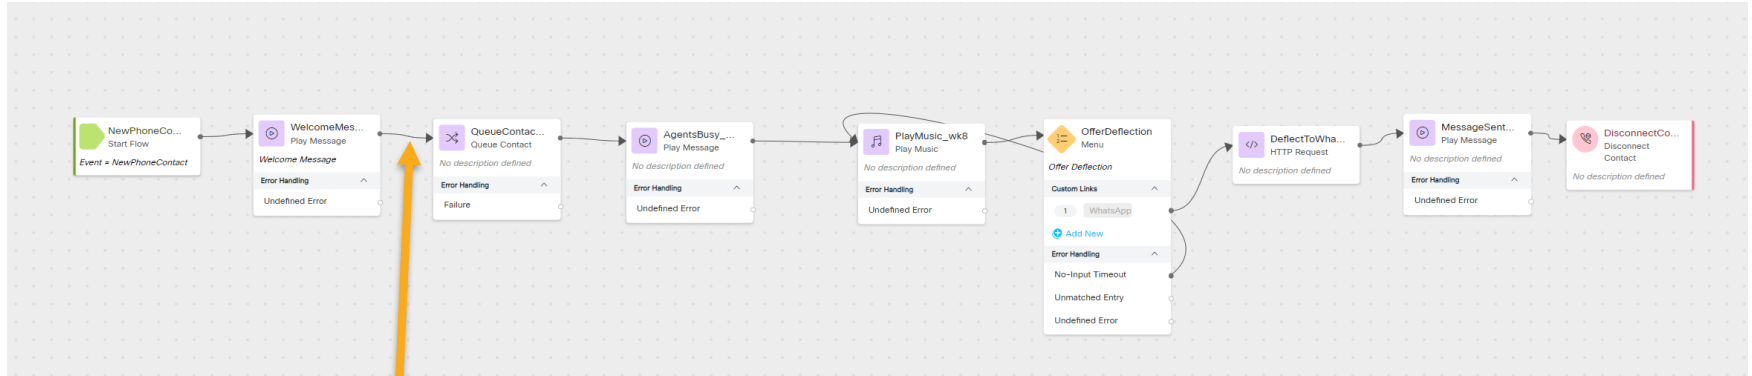 NewPhoneCo...
Start Flow
Event = NewPhoneContact
WelcomeMes...
Play Message
Welcome Message
Error Handling
Undefined Error
QueueContac...
Queue Contact
No description defined
Error Handling
Failure
AgentsBusy_...
Play Message
No description defined
Error Handling
Undefined Error
PlayMusic_wk8
Play Music
No description defined
Error Handling
Undefined Error
OfferDeflection
Menu
Offer Deflection
Custom Links
1 WhatsApp
Add New
Error Handling
No-Input Timeout
Unmatched Entry
Undefined Error
DeflectToWha...
HTTP Request
No description defined
MessageSent...
Play Message
No description defined
Error Handling
Undefined Error
DisconnectCo...
Disconnect
Contact
No description defined